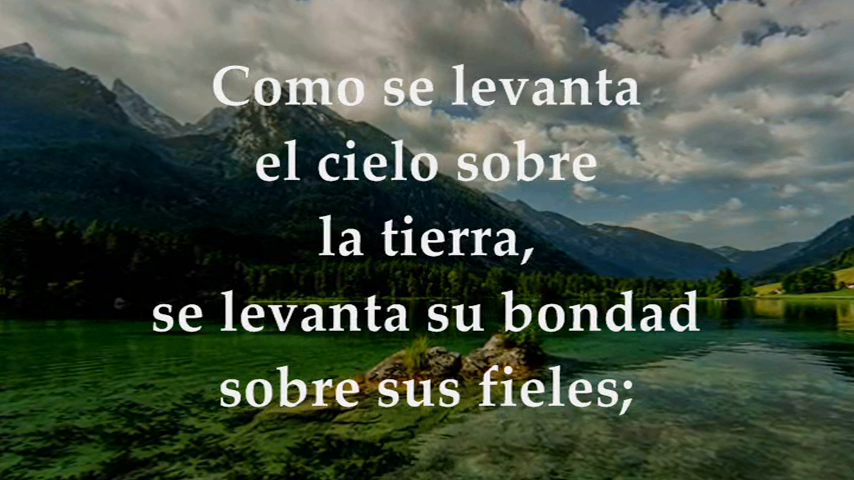 Como se levanta
el cielo sobre
la tierra,
se levanta su bondad
sobre sus fieles;